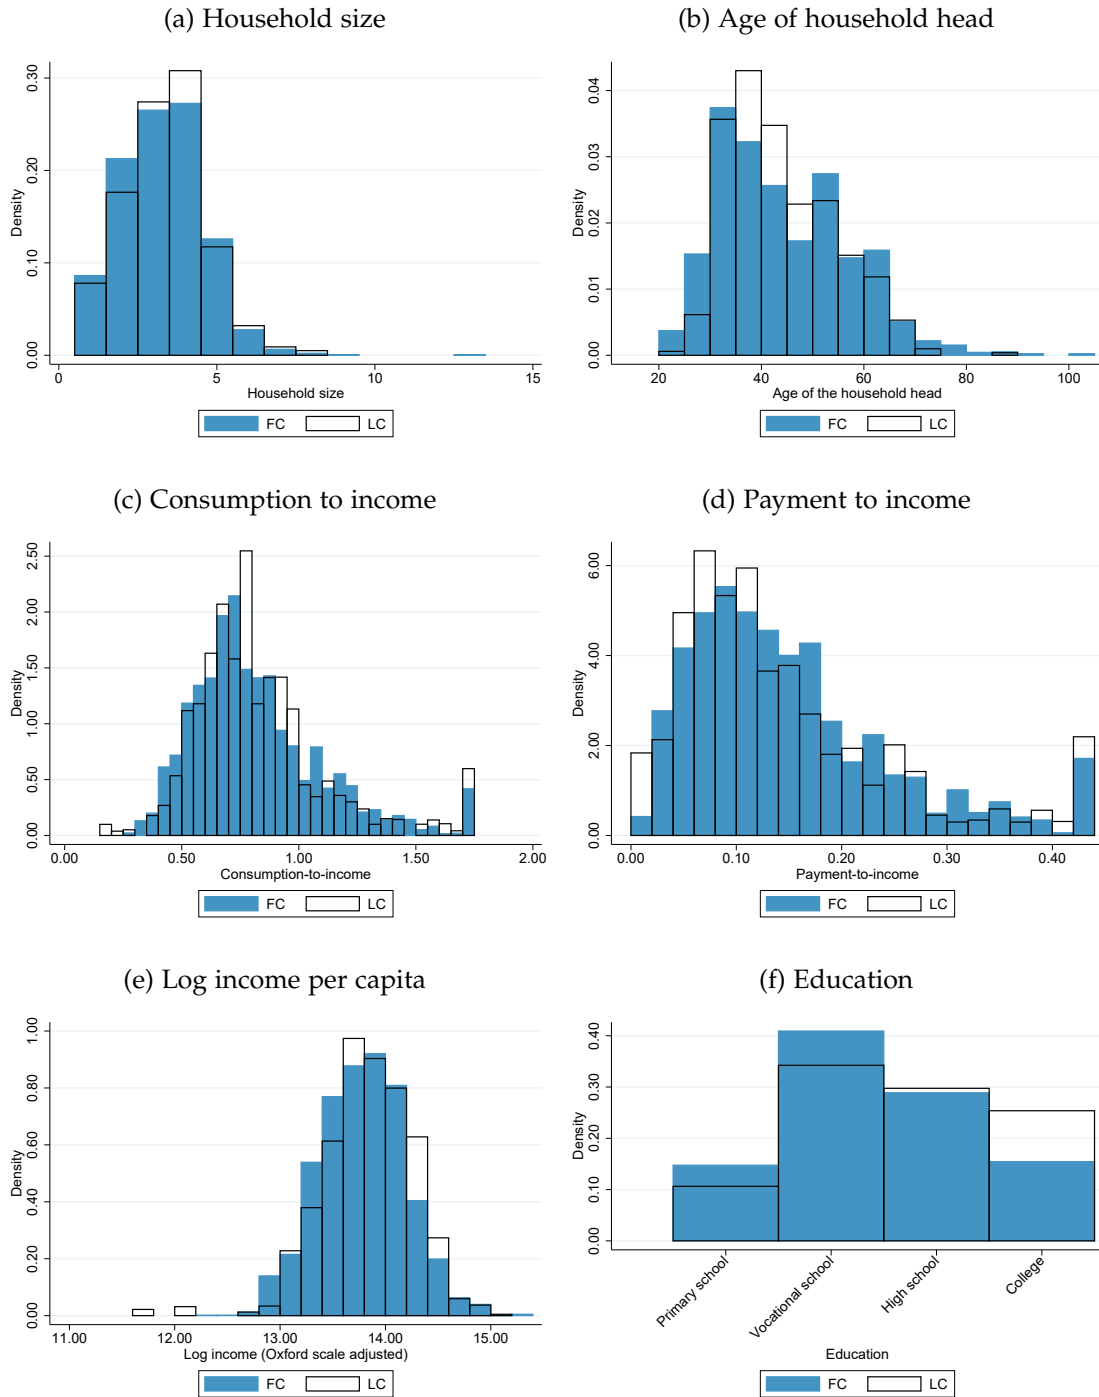 (a) Household size
0.30
0.20
0.10
0.00
Density
0 5 10 15
Household size
FC LC
(b) Age of household head
0.04
0.03
0.02
0.01
0.00
Density
20 40 60 80 100
Age of the household head
FC LC
(c) Consumption to income
2.50
2.00
1.50
1.00
0.50
0.00
Density
0.00 0.50 1.00 1.50 2.00
Consumption-to-income
FC LC
(d) Payment to income
6.00
4.00
2.00
0.00
Density
0.00 0.10 0.20 0.30 0.40
Payment-to-income
FC LC
(e) Log income per capita
1.00
0.80
0.60
0.40
0.20
0.00
Density
11.00 12.00 13.00 14.00 15.00
Log income (Oxford scale adjusted)
FC LC
(f) Education
0.40
0.30
0.20
0.10
0.00
Density
Primary school
Vocational school
High school
College
Education
FC LC